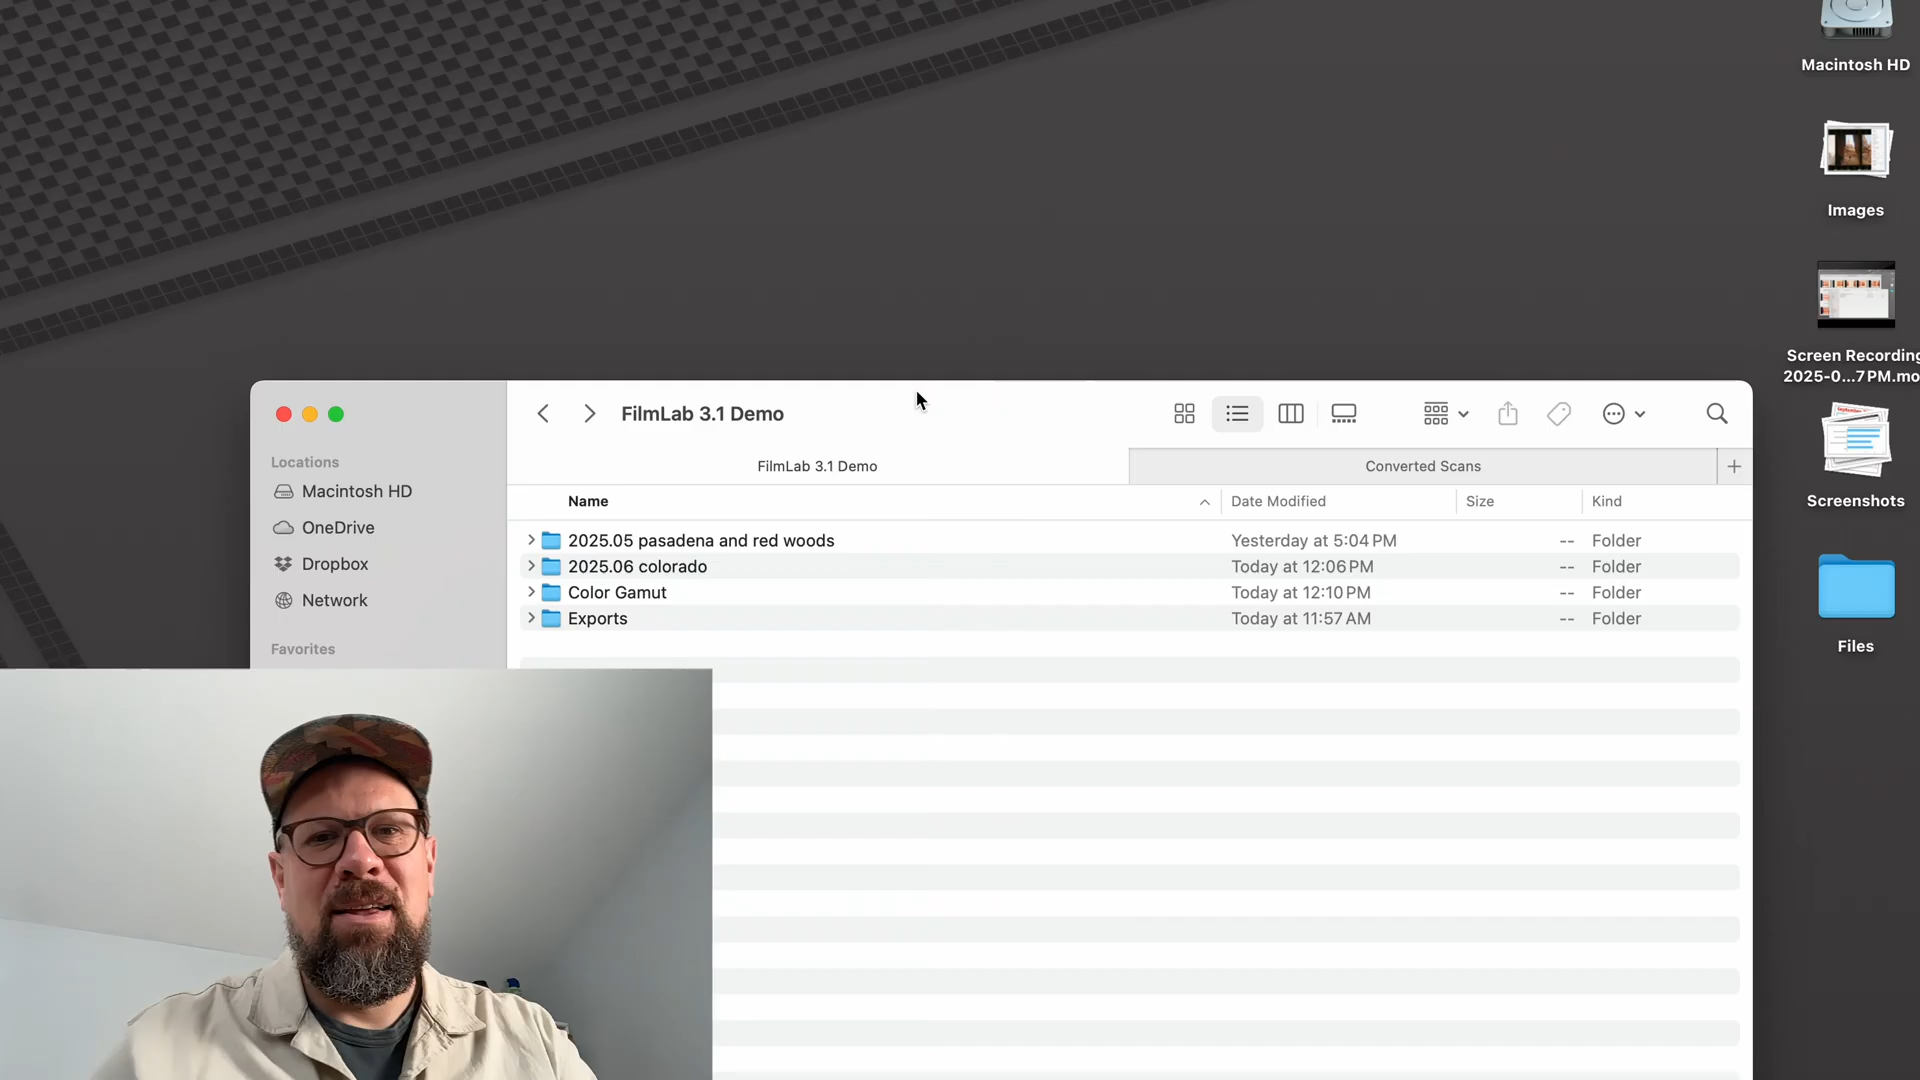 Macintosh HD
Images
Screen Recording
2025-0...7 PM.mo
Screenshots
Files
FilmLab 3.1 Demo
FilmLab 3.1 Demo
Converted Scans
Locations
Macintosh HD
OneDrive
Dropbox
Network
Favorites
Name Date Modified Size Kind
2025.05 pasadena and red woods Yesterday at 5:04 PM -- Folder
2025.06 colorado Today at 12:06 PM -- Folder
Color Gamut Today at 12:10 PM -- Folder
Exports Today at 11:57 AM -- Folder